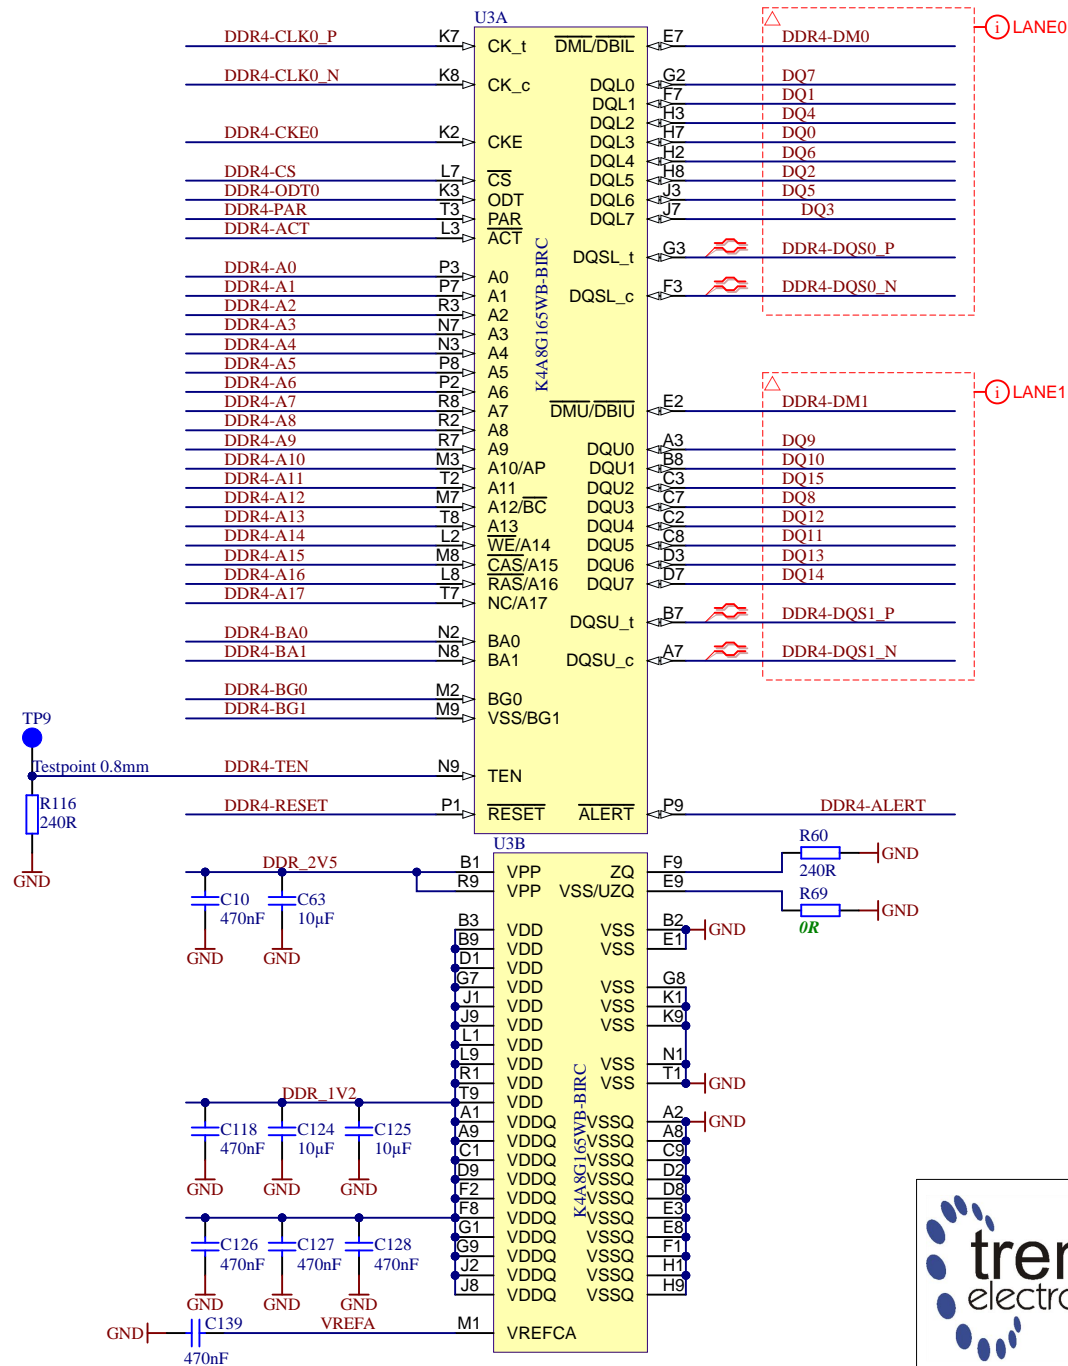 U3A
DDR4-CLK0_P K7 CK_t DML/DBIL E7 DDR4-DM0 LANE0
DDR4-CLK0_N K8 CK_c DQL0 G2 DQ7
DQL1 F7 DQ1
DQL2 H3 DQ4
DDR4-CKE0 K2 CKE DQL3 H7 DQ0
DQL4 H2 DQ6
DDR4-CS L7 CS DQL5 H8 DQ2
DDR4-ODT0 K3 ODT DQL6 J3 DQ5
DDR4-PAR T3 PAR DQL7 J7 DQ3
DDR4-ACT L3 ACT
DQSL_t G3 DDR4-DQS0_P
DDR4-A0 P3 A0
DDR4-A1 P7 A1 DQSL_c F3 DDR4-DQS0_N
DDR4-A2 R3 A2
DDR4-A3 N7 A3
DDR4-A4 N3 A4
DDR4-A5 P8 A5
DDR4-A6 P2 A6
K4A8G165WB-BIRC
DDR4-A7 R8 A7 DMU/DBIU E2 DDR4-DM1 LANE1
DDR4-A8 R2 A8
DDR4-A9 R7 A9 DQU0 A3 DQ9
DDR4-A10 M3 A10/AP DQU1 B8 DQ10
DDR4-A11 T2 A11 DQU2 C3 DQ15
DDR4-A12 M7 A12/BC DQU3 C7 DQ8
DDR4-A13 T8 A13 DQU4 C2 DQ12
DDR4-A14 L2 WE/A14 DQU5 C8 DQ11
DDR4-A15 M8 CAS/A15 DQU6 D3 DQ13
DDR4-A16 L8 RAS/A16 DQU7 D7 DQ14
DDR4-A17 T7 NC/A17
DQSU_t B7 DDR4-DQS1_P
DDR4-BA0 N2 BA0
DDR4-BA1 N8 BA1 DQSU_c A7 DDR4-DQS1_N
DDR4-BG0 M2 BG0
DDR4-BG1 M9 VSS/BG1
TP9
Testpoint 0.8mm DDR4-TEN N9 TEN
R116
240R
GND
DDR4-RESET P1 RESET ALERT P9 DDR4-ALERT
U3B
DDR_2V5 B1 VPP ZQ F9 R60 240R GND
R9 VPP VSS/UZQ E9 R69 0R GND
C10 470nF GND
C63 10µF GND
B3 VDD VSS B2 GND
B9 VDD VSS E1
D1 VDD
G7 VDD VSS G8
J1 VDD VSS K1
J9 VDD VSS K9
L1 VDD
L9 VDD VSS N1
R1 VDD VSS T1 GND
DDR_1V2 T9 VDD
A1 VDDQ VSSQ A2 GND
A9 VDDQ VSSQ A8
C1 VDDQ VSSQ C9
D9 VDDQ VSSQ D2
F2 VDDQ VSSQ D8
F8 VDDQ VSSQ E3
G1 VDDQ VSSQ E8
G9 VDDQ VSSQ F1
J2 VDDQ VSSQ H1
J8 VDDQ VSSQ H9
K4A8G165WB-BIRC
C118 470nF GND
C124 10µF GND
C125 10µF GND
C126 470nF GND
C127 470nF GND
C128 470nF GND
GND C139 470nF VREFA M1 VREFCA
tren
electro